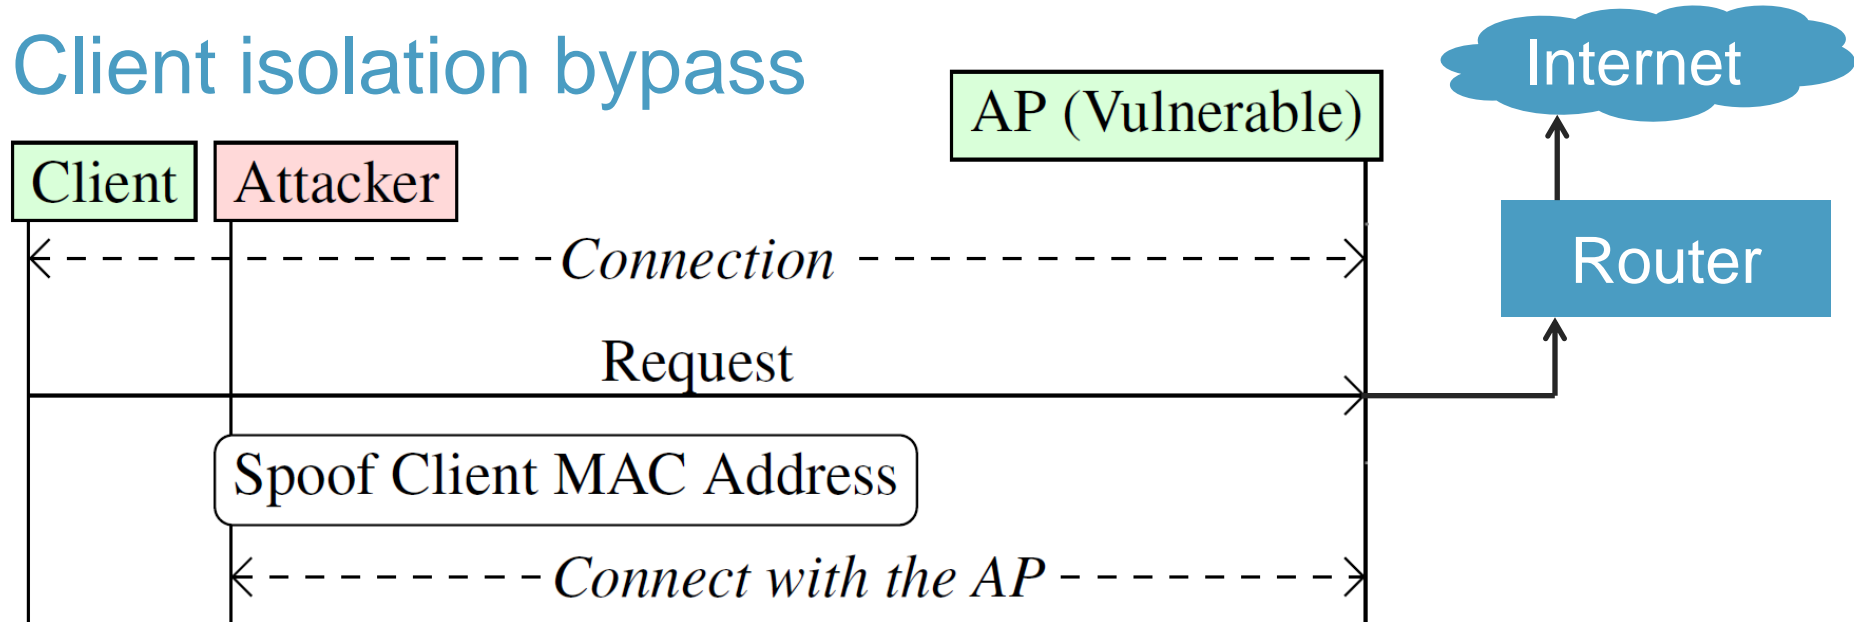 Client isolation bypass
Internet
AP (Vulnerable)
Client
Attacker
Router
Connection
Request
Spoof Client MAC Address
Connect with the AP